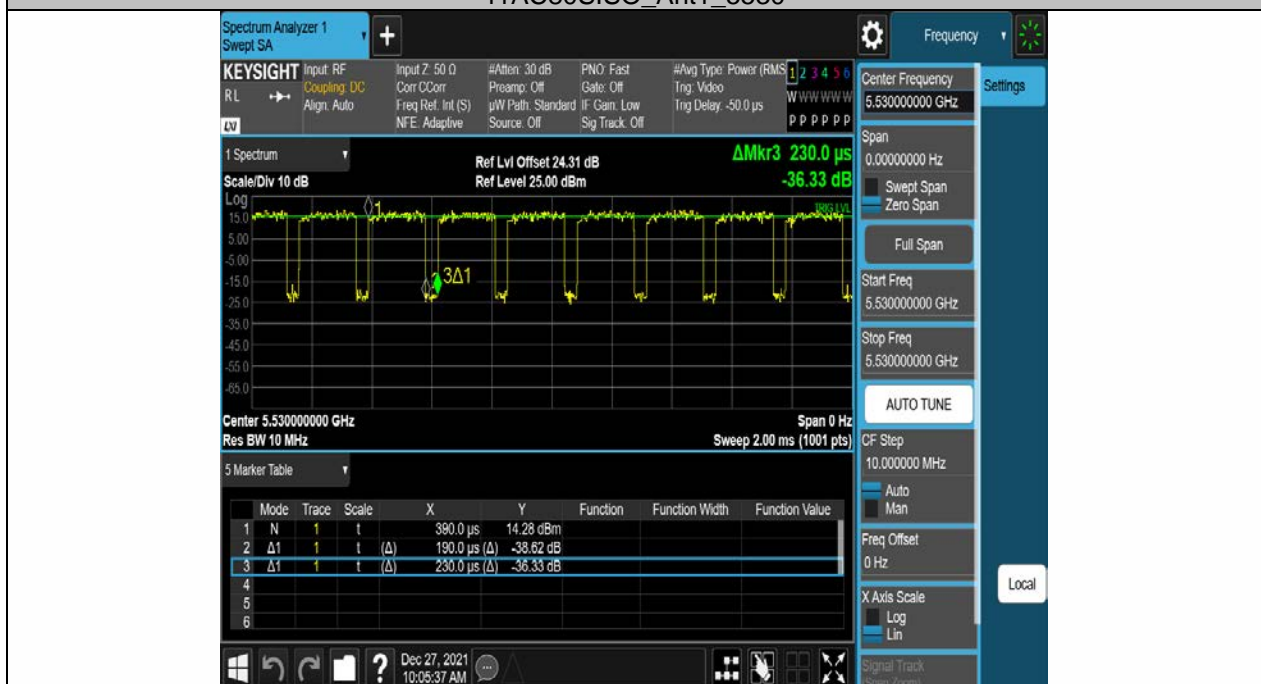 Spectrum Analyzer 1
Swept SA
+
Frequency
KEYSIGHT
RL
LXI
Input: RF
Coupling: DC
Align: Auto
Input Z: 50 Ω
Corr CCorr
Freq Ref: Int (S)
NFE: Adaptive
#Atten: 30 dB
Preamp: Off
µW Path: Standard
Source: Off
PNO: Fast
Gate: Off
IF Gain: Low
Sig Track: Off
#Avg Type: Power (RMS
Trig: Video
Trig Delay: -50.0 µs
1 2 3 4 5 6
W W W W W W
P P P P P P
Center Frequency
5.530000000 GHz
Settings
Span
0.00000000 Hz
Swept Span
Zero Span
Full Span
Start Freq
5.530000000 GHz
Stop Freq
5.530000000 GHz
AUTO TUNE
CF Step
10.000000 MHz
Auto
Man
Freq Offset
0 Hz
X Axis Scale
Log
Lin
Signal Track
(Span Zoom)
Local
1 Spectrum
Scale/Div 10 dB
Ref Lvl Offset 24.31 dB
Ref Level 25.00 dBm
ΔMkr3 230.0 µs
-36.33 dB
Log
TRIG LVL
1
3Δ1
15.0
5.00
-5.00
-15.0
-25.0
-35.0
-45.0
-55.0
-65.0
Center 5.530000000 GHz
Span 0 Hz
Res BW 10 MHz
Sweep 2.00 ms (1001 pts)
5 Marker Table
Mode Trace Scale X Y Function Function Width Function Value
1 N 1 t 390.0 µs 14.28 dBm
2 Δ1 1 t (Δ) 190.0 µs (Δ) -38.62 dB
3 Δ1 1 t (Δ) 230.0 µs (Δ) -36.33 dB
4
5
6
?
Dec 27, 2021
10:05:37 AM